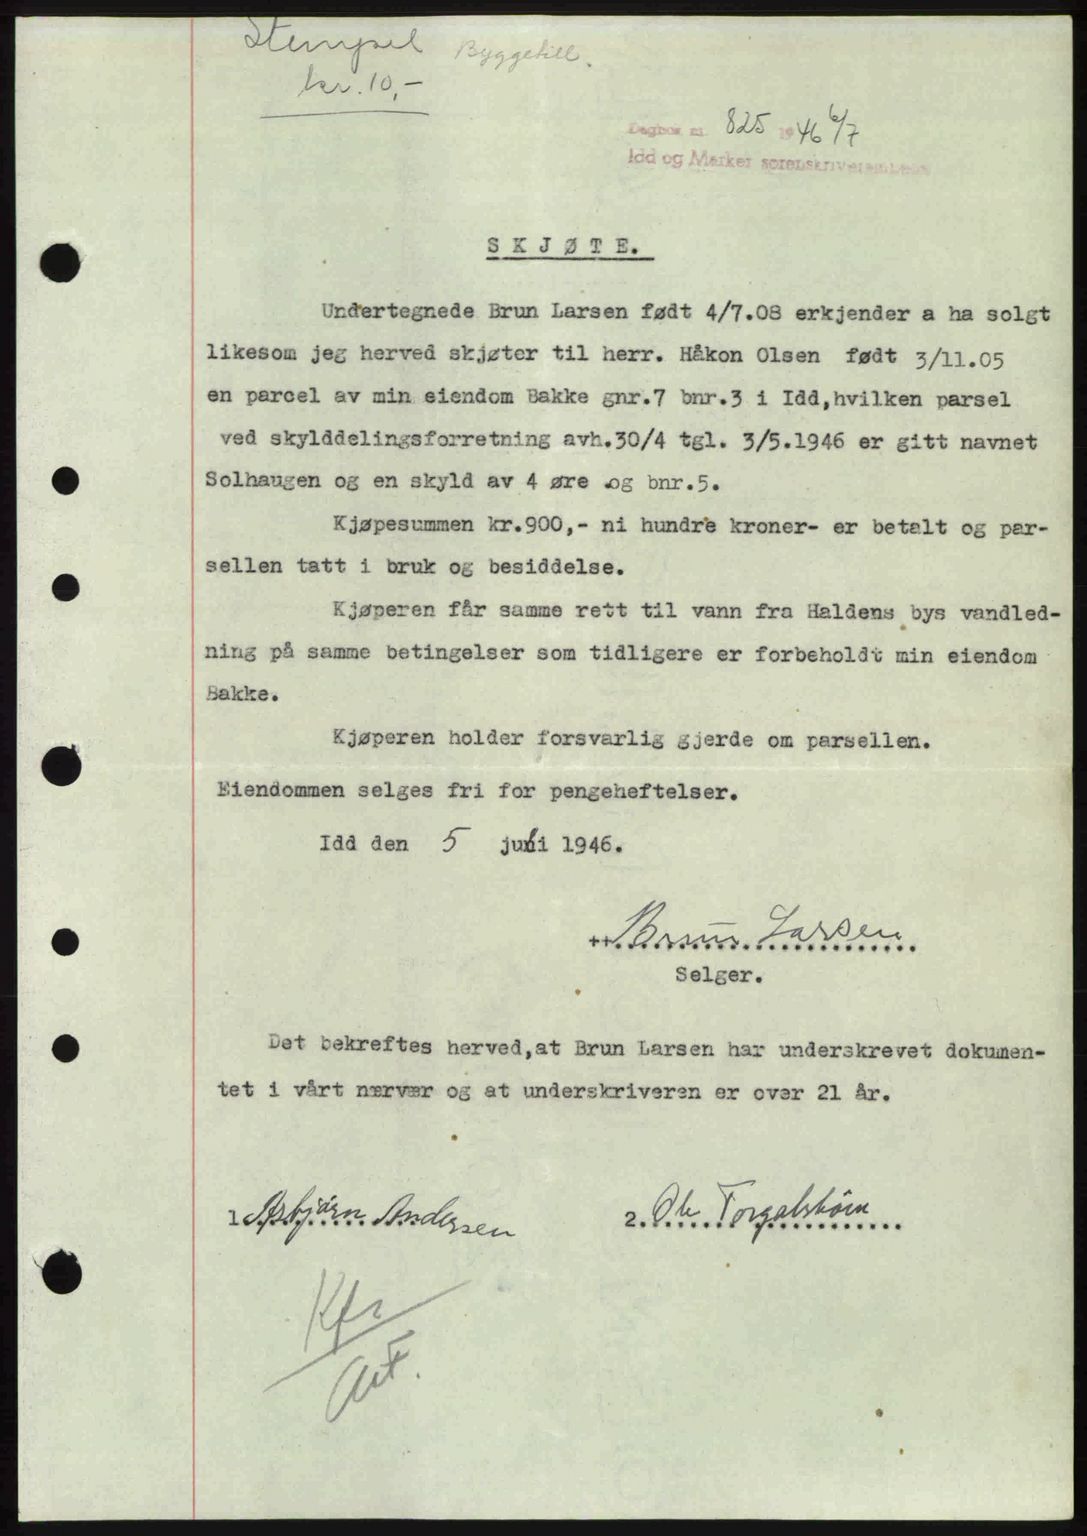 Stempel Byggetill.
kr. 10,-
Dagbok nr 825 1946 6/7
Idd og Marker sorenskriverembede
SKJØTE.
Undertegnede Brun Larsen født 4/7.08 erkjender a ha solgt
likesom jeg herved skjøter til herr. Håkon Olsen født 3/11.05
en parcel av min eiendom Bakke gnr.7 bnr.3 i Idd,hvilken parsel
ved skylddelingsforretning avh.30/4 tgl. 3/5.1946 er gitt navnet
Solhaugen og en skyld av 4 øre og bnr.5.
Kjøpesummen kr.900,- ni hundre kroner- er betalt og par-
sellen tatt i bruk og besiddelse.
Kjøperen får samme rett til vann fra Haldens bys vandled-
ning på samme betingelser som tidligere er forbeholdt min eiendom
Bakke.
Kjøperen holder forsvarlig gjerde om parsellen.
Eiendommen selges fri for pengeheftelser.
Idd den 5 juli 1946.
++Brun Larsen
Selger.
Det bekreftes herved,at Brun Larsen har underskrevet dokumen-
tet i vårt nærvær og at underskriveren er over 21 år.
1 Asbjørn Andersen 2. Ole Torgalsbøen
Kfr
Art.